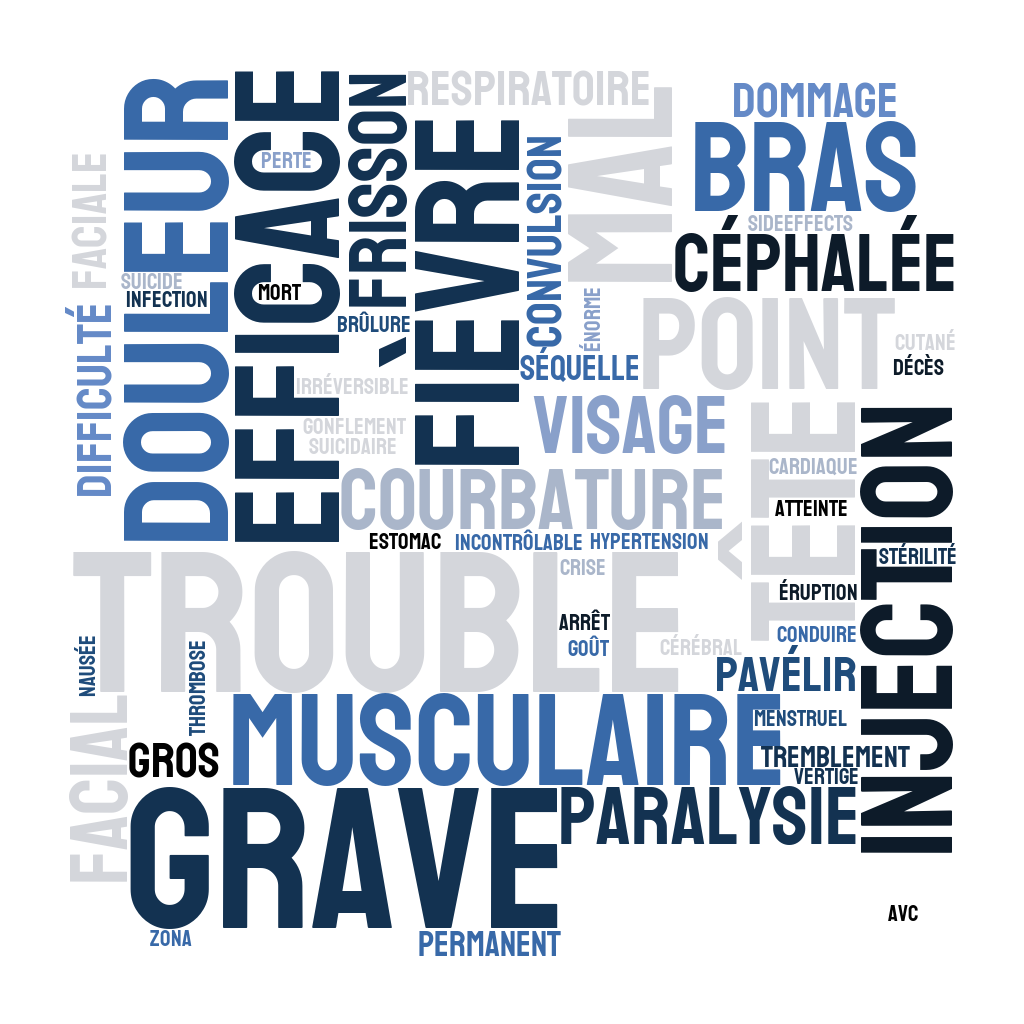 RESPIRATOIRE
DOMMAGE
BRAS
SIDEEFFECTS
CÉPHALÉE
DOULEUR
EFFICACE
PERTE
FRISSON
FIÈVRE
CONVULSION
MAL
FACIALE
SUICIDE
INFECTION
MORT
BRÛLURE
ÉNORME
POINT
CUTANÉ
DÉCÈS
DIFFICULTÉ
SÉQUELLE
IRRÉVERSIBLE
VISAGE
GONFLEMENT
SUICIDAIRE
COURBATURE
TÊTE
CARDIAQUE
ATTEINTE
INJECTION
ESTOMAC
INCONTRÔLABLE
HYPERTENSION
STÉRILITÉ
TROUBLE
CRISE
ÉRUPTION
ARRÊT
GOÛT
CÉRÉBRAL
CONDUIRE
NAUSÉE
THROMBOSE
PAVÉLIR
FACIAL
MUSCULAIRE
MENSTRUEL
GROS
TREMBLEMENT
VERTIGE
GRAVE
PARALYSIE
AVC
ZONA
PERMANENT